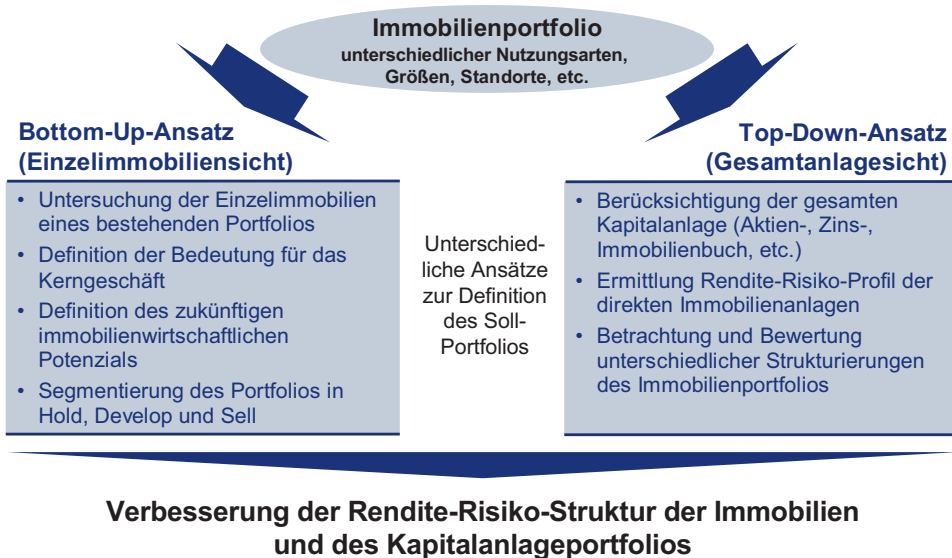 Immobilienportfolio
unterschiedlicher Nutzungsarten,
Größen, Standorte, etc.
Bottom-Up-Ansatz
(Einzelimmobiliensicht)
• Untersuchung der Einzelimmobilien
eines bestehenden Portfolios
• Definition der Bedeutung für das
Kerngeschäft
• Definition des zukünftigen
immobilienwirtschaftlichen
Potenzials
• Segmentierung des Portfolios in
Hold, Develop und Sell
Unterschied-
liche Ansätze
zur Definition
des Soll-
Portfolios
Top-Down-Ansatz
(Gesamtanlagesicht)
• Berücksichtigung der gesamten
Kapitalanlage (Aktien-, Zins-,
Immobilienbuch, etc.)
• Ermittlung Rendite-Risiko-Profil der
direkten Immobilienanlagen
• Betrachtung und Bewertung
unterschiedlicher Strukturierungen
des Immobilienportfolios
Verbesserung der Rendite-Risiko-Struktur der Immobilien
und des Kapitalanlageportfolios